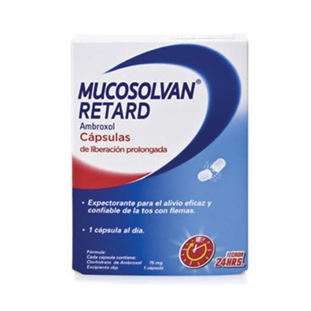 MUCOSOLVAN®
RETARD
Ambroxol
Cápsulas
de liberación prolongada
• Expectorante para el alivio eficaz y
confiable de la tos con flemas.
• 1 cápsula al día.
Fórmula:
Cada cápsula contiene:
Clorhidrato de Ambroxol 75 mg
Excipiente cbp 1 cápsula
24HRS.